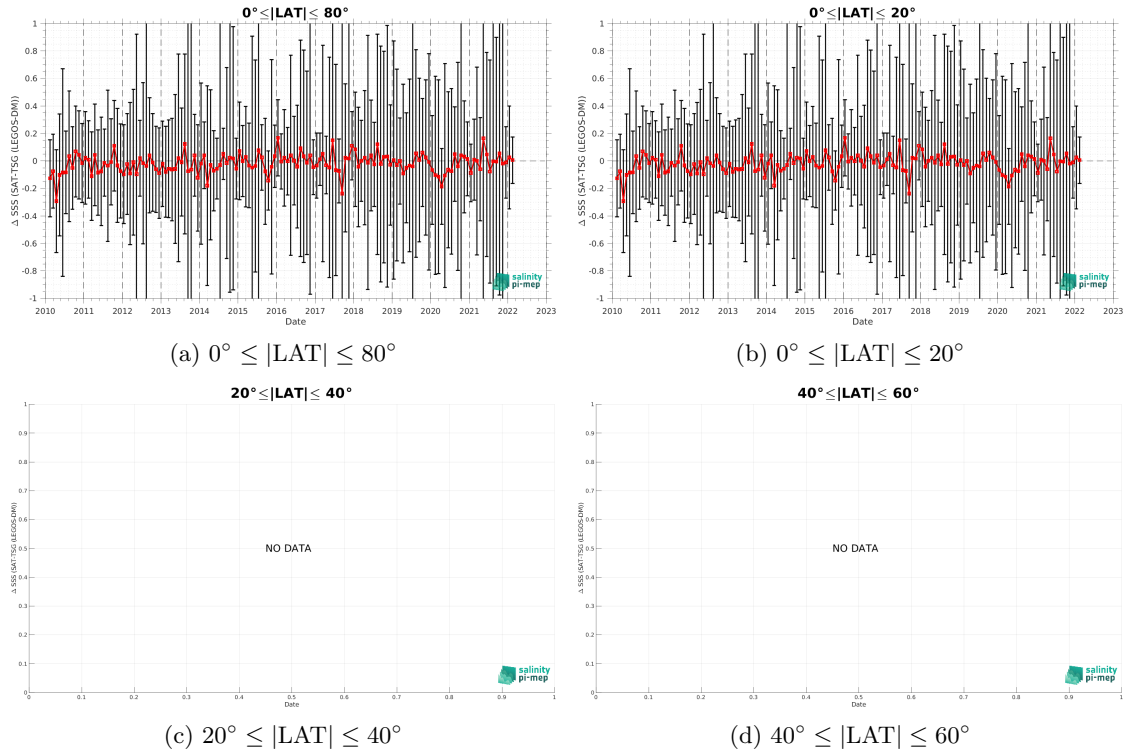 0°≤|LAT|≤ 80°
Δ SSS (SAT-TSG (LEGOS-DM))
1
0.8
0.6
0.4
0.2
0
-0.2
-0.4
-0.6
-0.8
-1
2010 2011 2012 2013 2014 2015 2016 2017 2018 2019 2020 2021 2022 2023
Date
salinity
pi-mep
(a) 0° ≤ |LAT| ≤ 80°
0°≤|LAT|≤ 20°
Δ SSS (SAT-TSG (LEGOS-DM))
1
0.8
0.6
0.4
0.2
0
-0.2
-0.4
-0.6
-0.8
-1
2010 2011 2012 2013 2014 2015 2016 2017 2018 2019 2020 2021 2022 2023
Date
salinity
pi-mep
(b) 0° ≤ |LAT| ≤ 20°
20°≤|LAT|≤ 40°
Δ SSS (SAT-TSG (LEGOS-DM))
1
0.9
0.8
0.7
0.6
0.5
0.4
0.3
0.2
0.1
0
NO DATA
0 0.1 0.2 0.3 0.4 0.5 0.6 0.7 0.8 0.9 1
Date
salinity
pi-mep
(c) 20° ≤ |LAT| ≤ 40°
40°≤|LAT|≤ 60°
Δ SSS (SAT-TSG (LEGOS-DM))
1
0.9
0.8
0.7
0.6
0.5
0.4
0.3
0.2
0.1
0
NO DATA
0 0.1 0.2 0.3 0.4 0.5 0.6 0.7 0.8 0.9 1
Date
salinity
pi-mep
(d) 40° ≤ |LAT| ≤ 60°